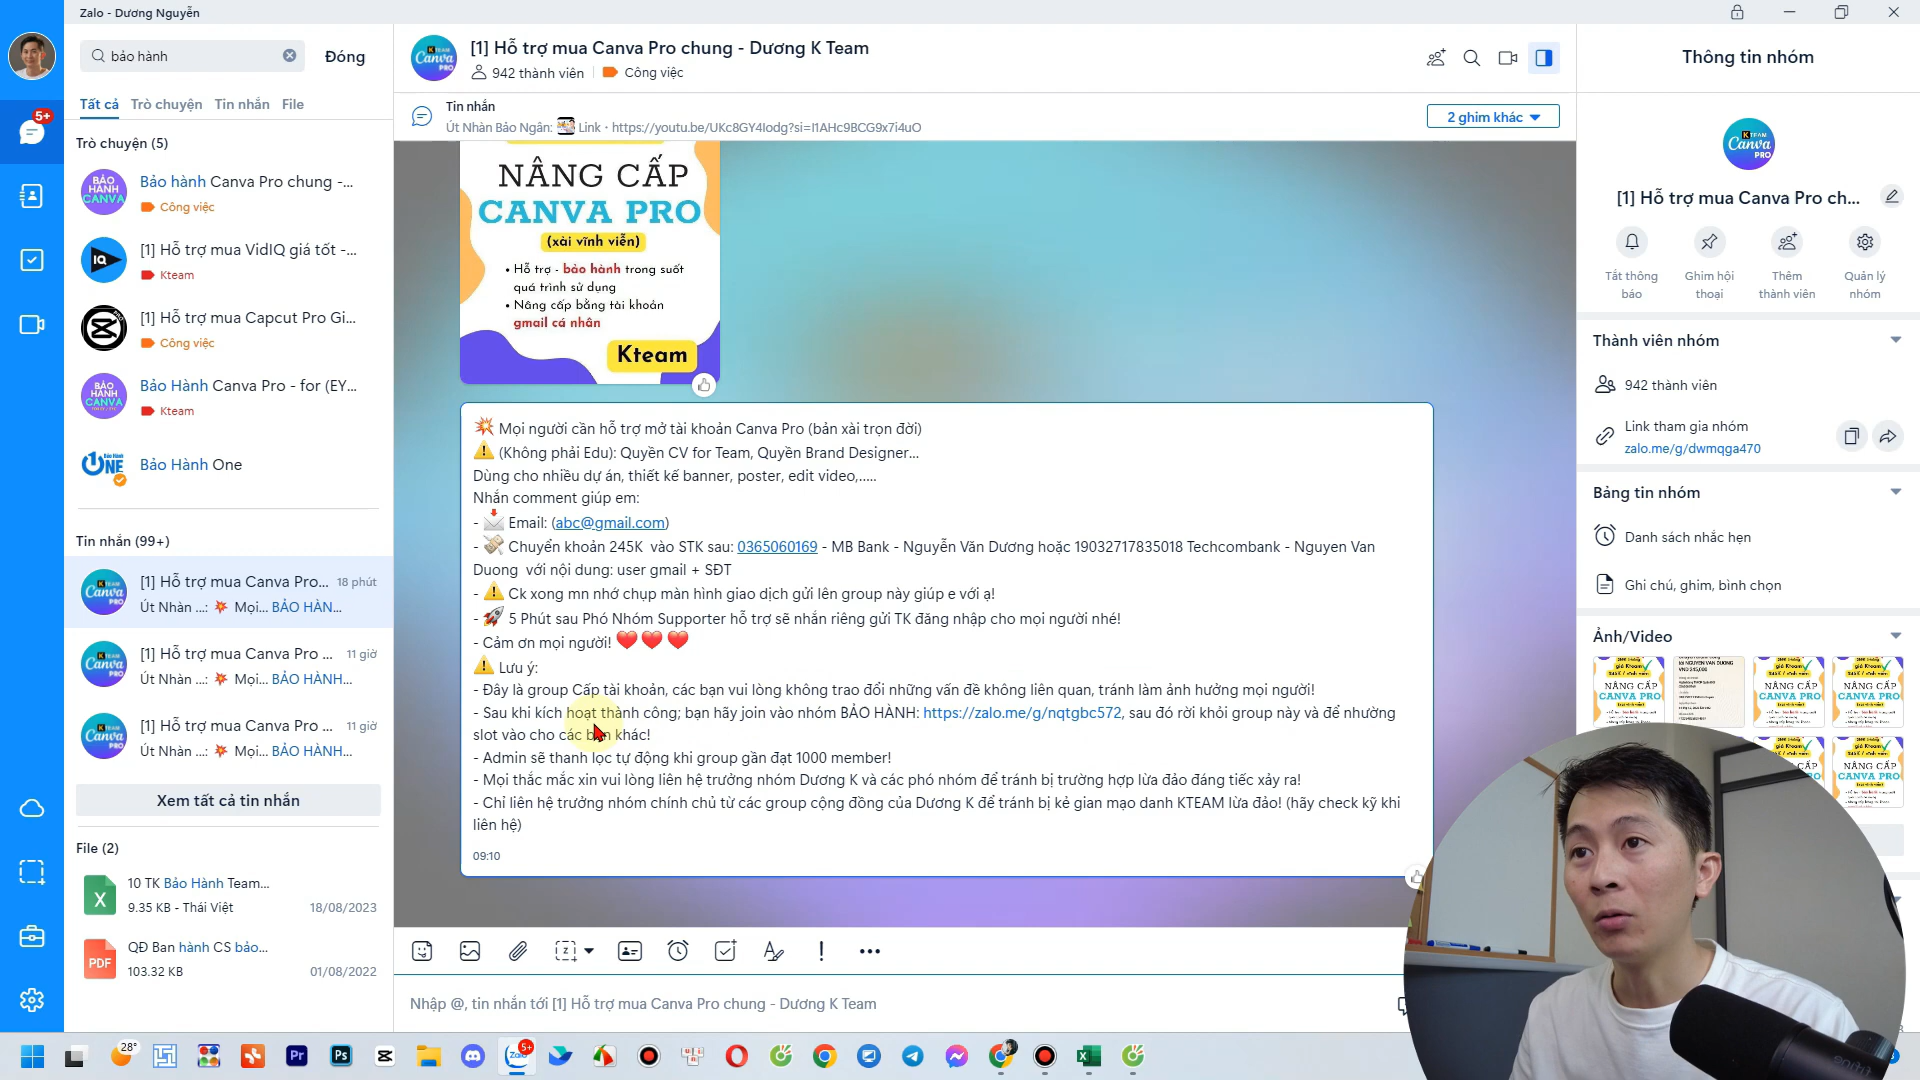 Zalo - Dương Nguyễn
bảo hành
Đóng
Tất cả Trò chuyện Tin nhắn File
Trò chuyện (5)
BẢO HÀNH CANVA
Bảo hành Canva Pro chung -...
Công việc
IQ
[1] Hỗ trợ mua VidIQ giá tốt -...
Kteam
[1] Hỗ trợ mua Capcut Pro Gi...
Công việc
BẢO HÀNH CANVA
Bảo Hành Canva Pro - for (EY...
Kteam
ONE
Bảo Hành One
Tin nhắn (99+)
[1] Hỗ trợ mua Canva Pro... 18 phút
Út Nhàn ...: 💥 Mọi... BẢO HÀN...
[1] Hỗ trợ mua Canva Pro ... 11 giờ
Út Nhàn ...: 💥 Mọi... BẢO HÀNH...
[1] Hỗ trợ mua Canva Pro ... 11 giờ
Út Nhàn ...: 💥 Mọi... BẢO HÀNH...
Xem tất cả tin nhắn
File (2)
10 TK Bảo Hành Team...
9.35 KB - Thái Việt 18/08/2023
PDF
QĐ Ban hành CS bảo...
103.32 KB 01/08/2022
5+
[1] Hỗ trợ mua Canva Pro chung - Dương K Team
942 thành viên Công việc
Tin nhắn
Út Nhàn Bảo Ngân: Link - https://youtu.be/UKc8GY4Iodg?si=I1AHc9BCG9x7i4uO
2 ghim khác
NÂNG CẤP
CANVA PRO
(xài vĩnh viễn)
• Hỗ trợ - bảo hành trong suốt
quá trình sử dụng
• Nâng cấp bằng tài khoản
gmail cá nhân
Kteam
💥 Mọi người cần hỗ trợ mở tài khoản Canva Pro (bản xài trọn đời)
⚠️ (Không phải Edu): Quyền CV for Team, Quyền Brand Designer...
Dùng cho nhiều dự án, thiết kế banner, poster, edit video,.....
Nhắn comment giúp em:
- 📩 Email: (abc@gmail.com)
- 💸 Chuyển khoản 245K vào STK sau: 0365060169 - MB Bank - Nguyễn Văn Dương hoặc 19032717835018 Techcombank - Nguyen Van
Duong với nội dung: user gmail + SĐT
- ⚠️ Ck xong mn nhớ chụp màn hình giao dịch gửi lên group này giúp e với ạ!
- 🚀 5 Phút sau Phó Nhóm Supporter hỗ trợ sẽ nhắn riêng gửi TK đăng nhập cho mọi người nhé!
- Cảm ơn mọi người! ❤️ ❤️ ❤️
⚠️ Lưu ý:
- Đây là group Cấp tài khoản, các bạn vui lòng không trao đổi những vấn đề không liên quan, tránh làm ảnh hưởng mọi người!
- Sau khi kích hoạt thành công; bạn hãy join vào nhóm BẢO HÀNH: https://zalo.me/g/nqtgbc572, sau đó rời khỏi group này và để nhường
slot vào cho các bạn khác!
- Admin sẽ thanh lọc tự động khi group gần đạt 1000 member!
- Mọi thắc mắc xin vui lòng liên hệ trưởng nhóm Dương K và các phó nhóm để tránh bị trường hợp lừa đảo đáng tiếc xảy ra!
- Chỉ liên hệ trưởng nhóm chính chủ từ các group cộng đồng của Dương K để tránh bị kẻ gian mạo danh KTEAM lừa đảo! (hãy check kỹ khi
liên hệ)
09:10
Nhập @, tin nhắn tới [1] Hỗ trợ mua Canva Pro chung - Dương K Team
Thông tin nhóm
KTEAM
Canva
PRO
[1] Hỗ trợ mua Canva Pro ch...
Tắt thông báo
Ghim hội thoại
Thêm thành viên
Quản lý nhóm
Thành viên nhóm
942 thành viên
Link tham gia nhóm
zalo.me/g/dwmqga470
Bảng tin nhóm
Danh sách nhắc hẹn
Ghi chú, ghim, bình chọn
Ảnh/Video
28°
Pr
Ps
Zalo
5+